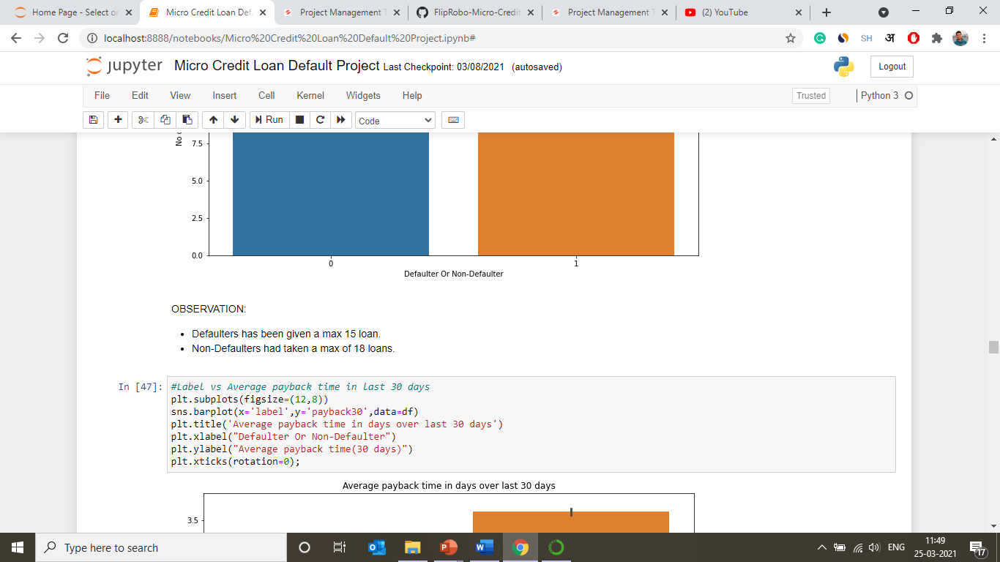 Home Page - Select or
Micro Credit Loan Defa
Project Management T
FlipRobo-Micro-Credit
Project Management T
(2) YouTube
localhost:8888/notebooks/Micro%20Credit%20Loan%20Default%20Project.ipynb#
SH
अ
jupyter
Micro Credit Loan Default Project Last Checkpoint: 03/08/2021 (autosaved)
Logout
File Edit View Insert Cell Kernel Widgets Help
Trusted
Python 3
Run
Code
No
7.5
5.0
2.5
0.0
0 1
Defaulter Or Non-Defaulter
OBSERVATION:
• Defaulters has been given a max 15 loan.
• Non-Defaulters had taken a max of 18 loans.
In [47]:
#Label vs Average payback time in last 30 days
plt.subplots(figsize=(12,8))
sns.barplot(x='label',y='payback30',data=df)
plt.title('Average payback time in days over last 30 days')
plt.xlabel("Defaulter Or Non-Defaulter")
plt.ylabel("Average payback time(30 days)")
plt.xticks(rotation=0);
Average payback time in days over last 30 days
3.5
Type here to search
ENG
11:49
25-03-2021
17